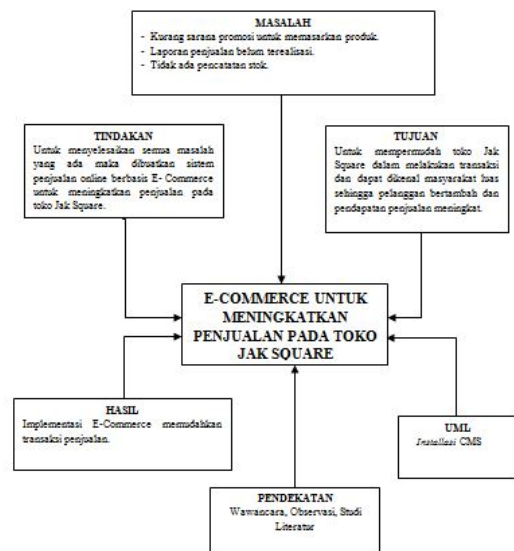 MASALAH
- Kurang sarana promosi untuk memasarkan produk.
- Laporan penjualan belum terealisasi.
- Tidak ada pencatatan stok.
TINDAKAN
Untuk menyelesaikan semua masalah
yang ada maka dibuatkan sistem
penjualan online berbasis E- Commerce
untuk meningkatkan penjualan pada
toko Jak Square.
TUJUAN
Untuk mempermudah toko Jak
Square dalam melakukan transaksi
dan dapat dikenal masyarakat luas
sehingga pelanggan bertambah dan
pendapatan penjualan meningkat.
E-COMMERCE UNTUK
MENINGKATKAN
PENJUALAN PADA TOKO
JAK SQUARE
HASIL
Implementasi E-Commerce memudahkan
transaksi penjualan.
UML
Installasi CMS
PENDEKATAN
Wawancara, Observasi, Studi
Literatur